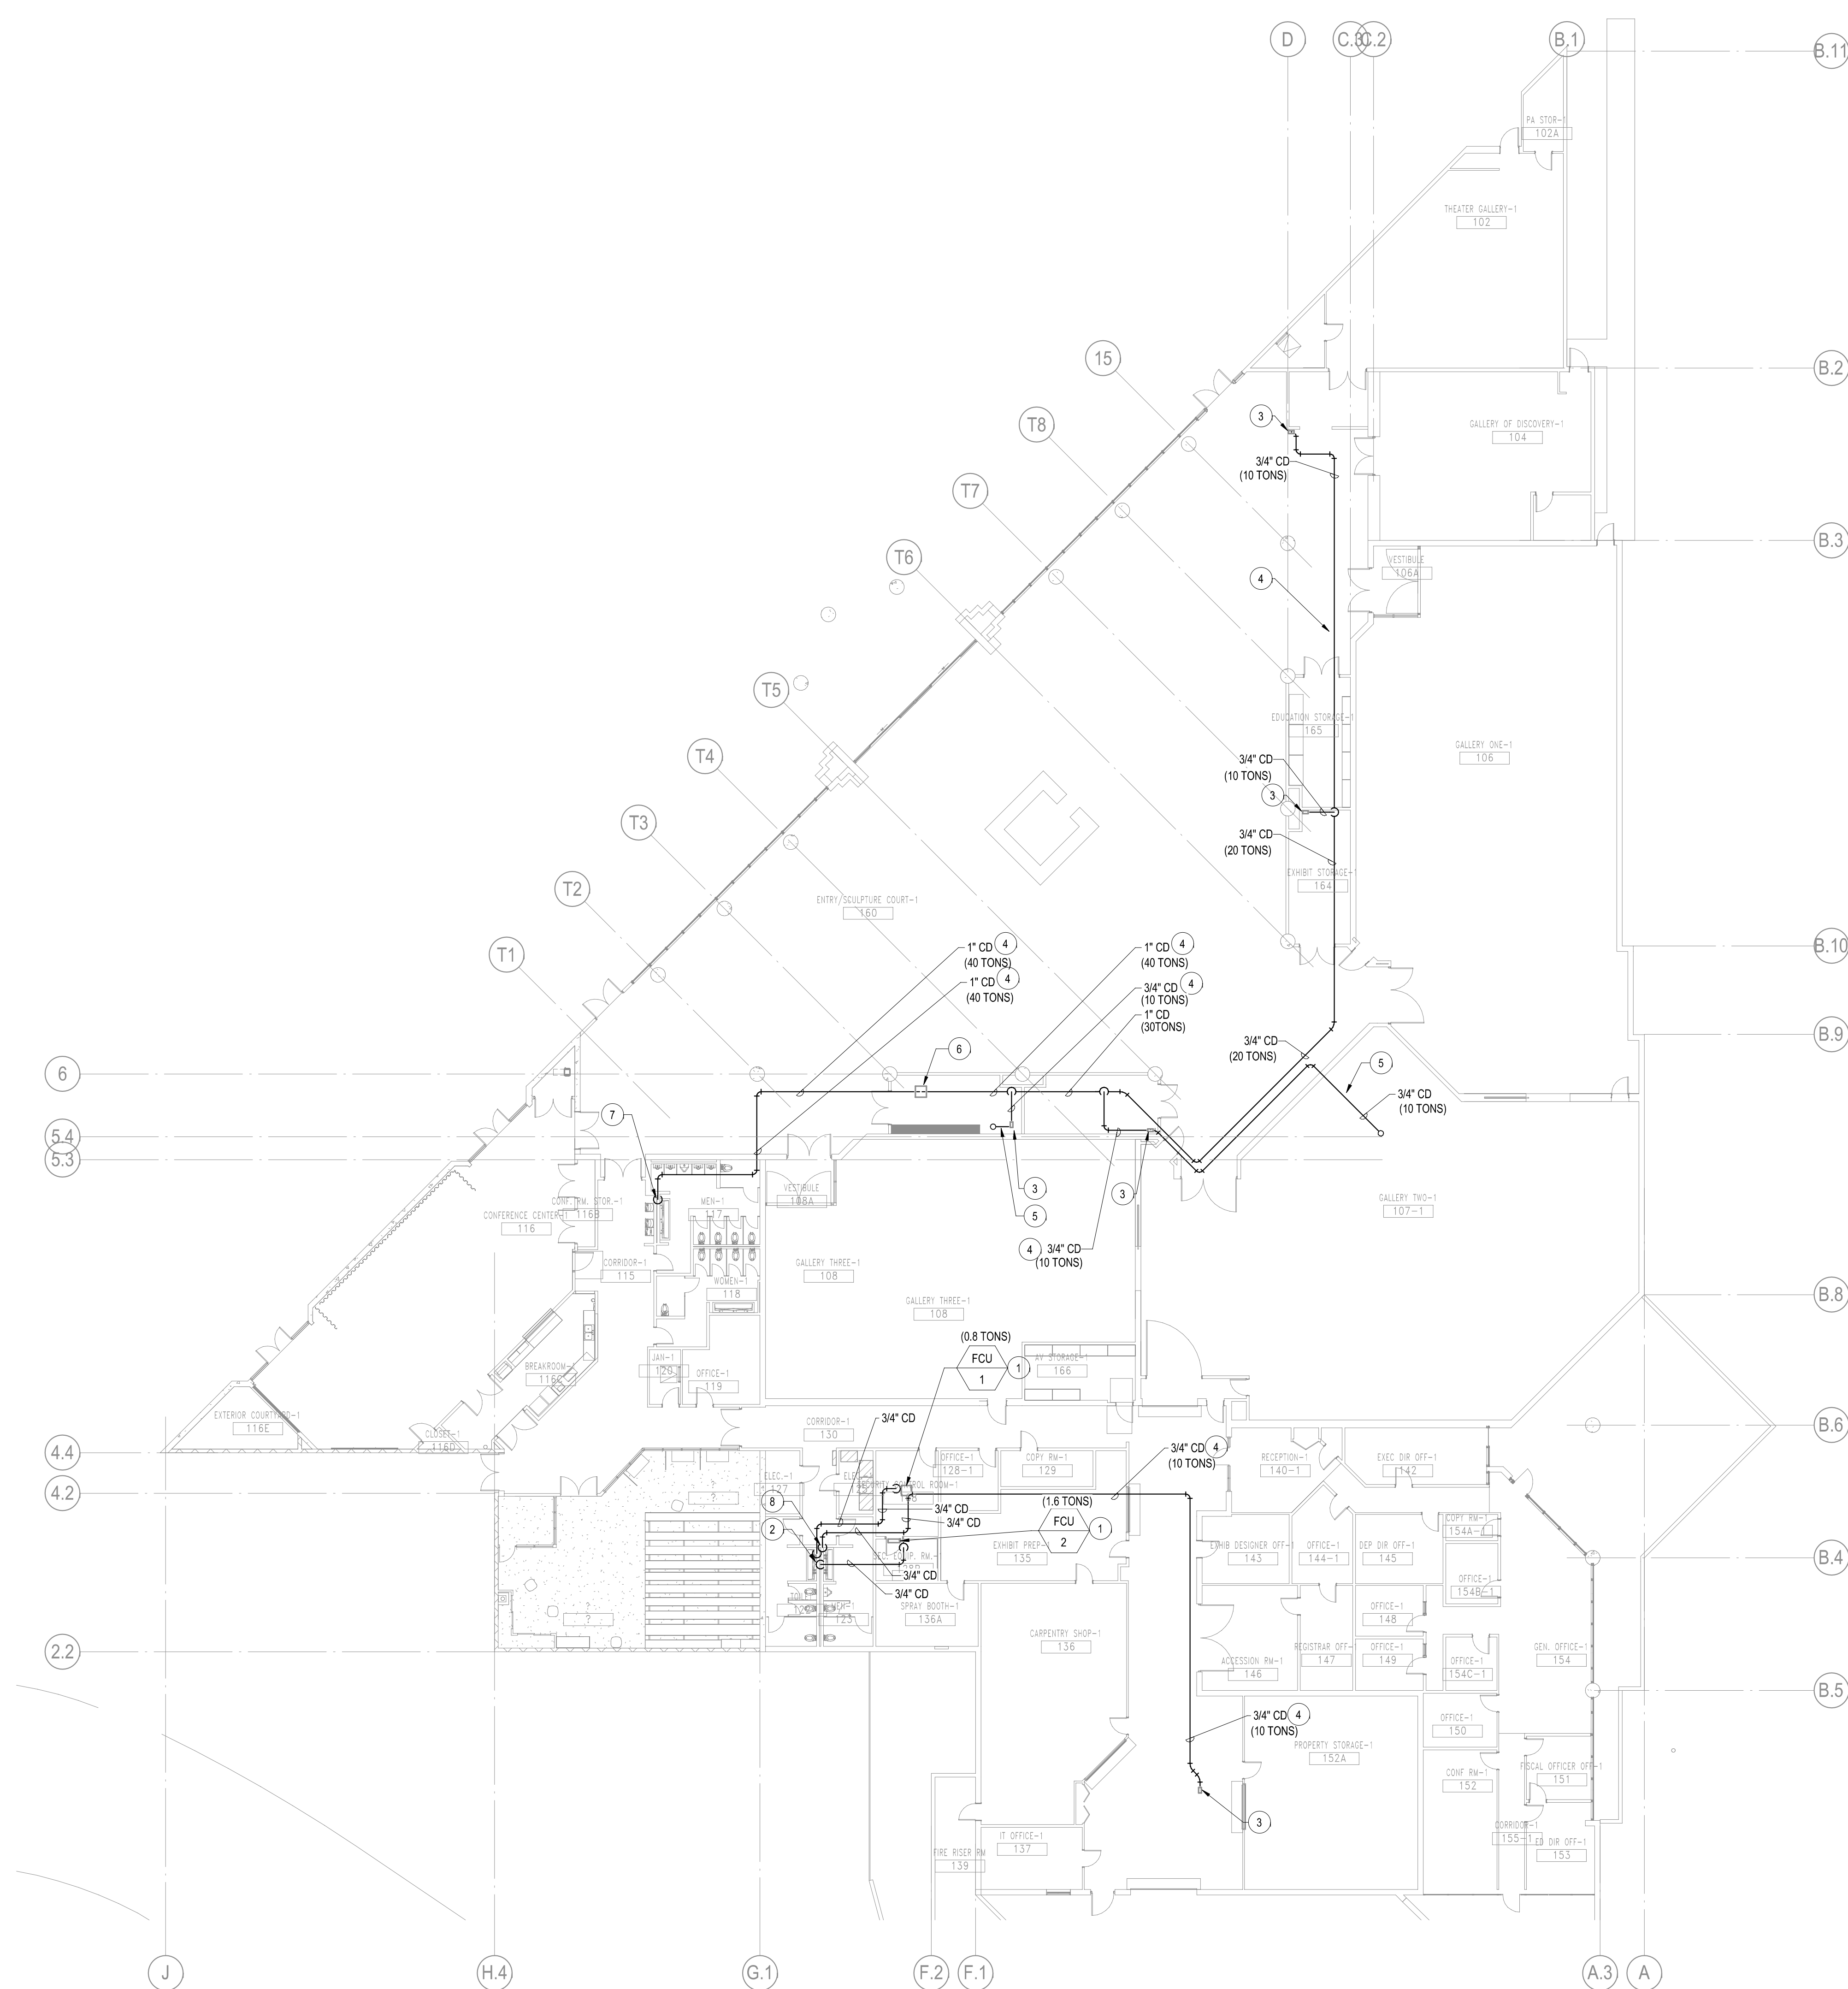 D
C.3
C.2
B.1
B.11
PA STOR-1
102A
THEATER GALLERY-1
102
15
B.2
T8
3
GALLERY OF DISCOVERY-1
104
3/4" CD
(10 TONS)
T7
T6
B.3
VESTIBULE
106A
4
T5
EDUCATION STORAGE-1
165
GALLERY ONE-1
106
T4
3/4" CD
(10 TONS)
3
T3
3/4" CD
(20 TONS)
EXHIBIT STORAGE-1
164
T2
ENTRY/SCULPTURE COURT-1
160
T1
1" CD 4
(40 TONS)
1" CD 4
(40 TONS)
1" CD 4
(40 TONS)
3/4" CD 4
(10 TONS)
1" CD
(30TONS)
B.10
B.9
3/4" CD
(20 TONS)
6
6
5
3/4" CD
(10 TONS)
7
5.4
5.3
VESTIBULE
108A
3
3
5
CONF. RM. STOR.-1
116B
CONFERENCE CENTER-1
116
MEN-1
117
GALLERY TWO-1
107-1
4 3/4" CD
(10 TONS)
CORRIDOR-1
115
GALLERY THREE-1
108
WOMEN-1
118
GALLERY THREE-1
108
B.8
(0.8 TONS)
FCU
1
1
JAN-1
120
OFFICE-1
119
AV STORAGE-1
166
BREAKROOM-1
116C
EXTERIOR COURTYARD-1
116E
CLOSET-1
116D
CORRIDOR-1
130
3/4" CD
B.6
4.4
3/4" CD 4
(10 TONS)
ELEC.-1
127
OFFICE-1
128-1
COPY RM-1
129
RECEPTION-1
140-1
EXEC DIR OFF-1
142
SECURITY CONTROL ROOM-1
4.2
8
2
3/4" CD
3/4" CD
(1.6 TONS)
FCU
2
1
EXHIBIT PREP-1
135
EXHIB DESIGNER OFF-1
143
OFFICE-1
144-1
DEP DIR OFF-1
145
COPY RM-1
154A-1
B.4
3/4" CD
3/4" CD
OFFICE-1
154B-1
?
?
?
?
123
SPRAY BOOTH-1
136A
OFFICE-1
148
CARPENTRY SHOP-1
136
2.2
ACCESSION RM-1
146
REGISTRAR OFF-1
147
OFFICE-1
149
OFFICE-1
154C-1
GEN. OFFICE-1
154
B.5
3/4" CD 4
(10 TONS)
OFFICE-1
150
PROPERTY STORAGE-1
152A
CONF RM-1
152
FISCAL OFFICER OFF-1
151
3
IT OFFICE-1
137
FIRE RISER RM
139
CORRIDOR-1
155-1
ED DIR OFF-1
153
J
H.4
G.1
F.2
F.1
A.3
A